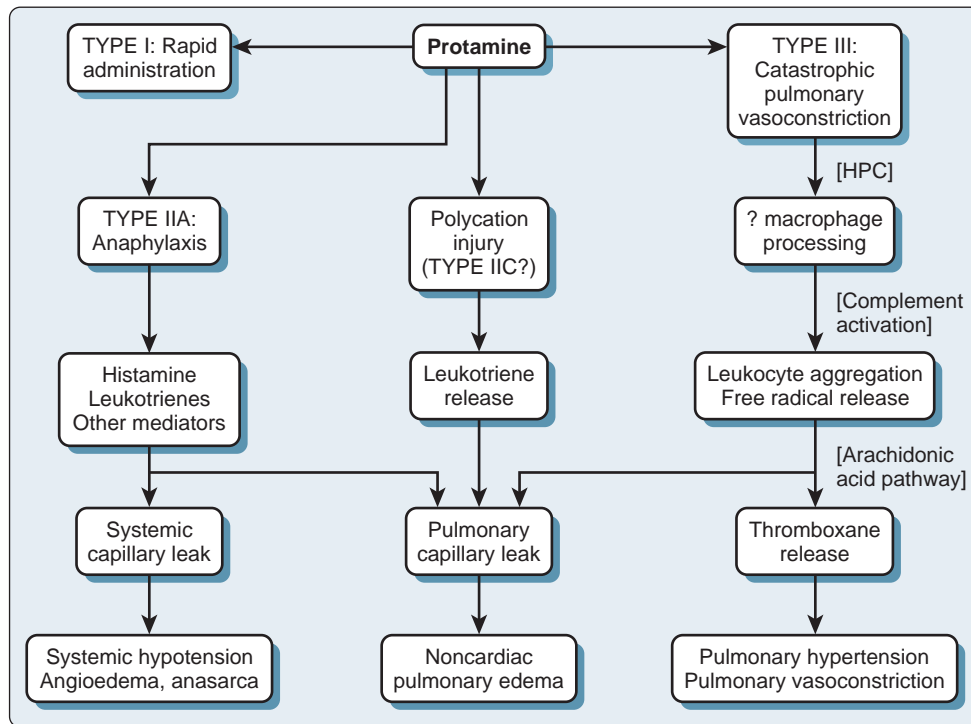 TYPE I: Rapid
administration
Protamine
TYPE III:
Catastrophic
pulmonary
vasoconstriction
[HPC]
TYPE IIA:
Anaphylaxis
Polycation
injury
(TYPE IIC?)
? macrophage
processing
[Complement
activation]
Histamine
Leukotrienes
Other mediators
Leukotriene
release
Leukocyte aggregation
Free radical release
[Arachidonic
acid pathway]
Systemic
capillary leak
Pulmonary
capillary leak
Thromboxane
release
Systemic hypotension
Angioedema, anasarca
Noncardiac
pulmonary edema
Pulmonary hypertension
Pulmonary vasoconstriction